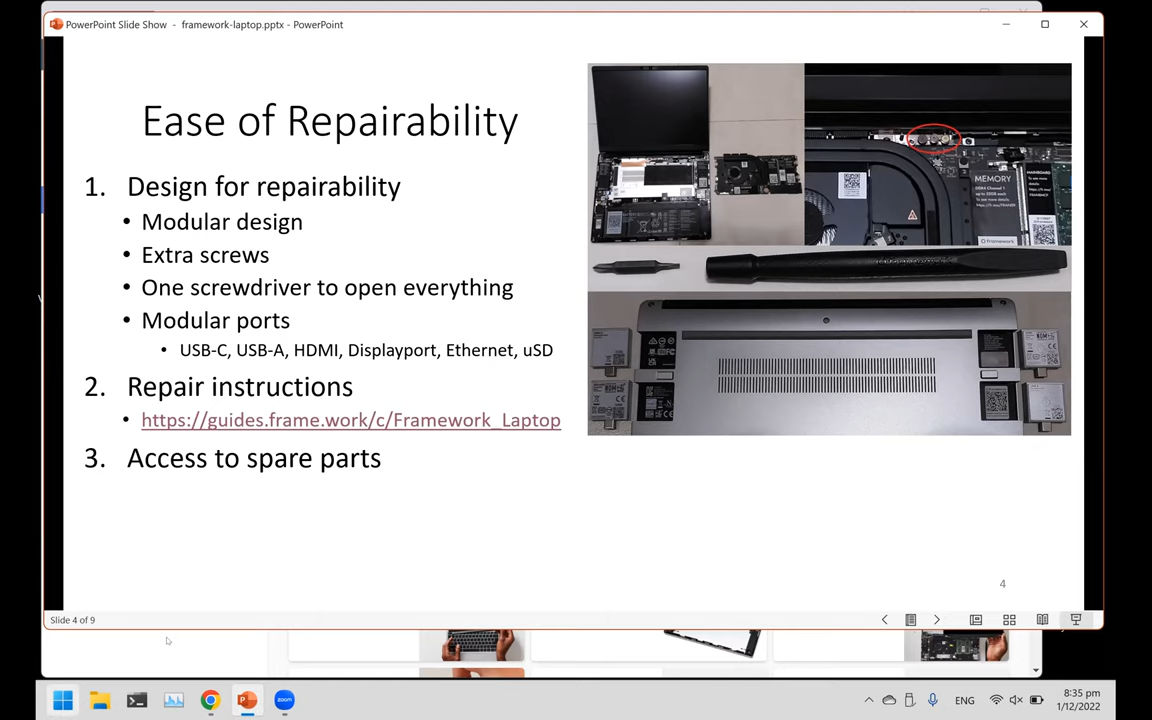 PowerPoint Slide Show - framework-laptop.pptx - PowerPoint
Ease of Repairability
1. Design for repairability
• Modular design
• Extra screws
• One screwdriver to open everything
• Modular ports
• USB-C, USB-A, HDMI, Displayport, Ethernet, uSD
2. Repair instructions
• https://guides.frame.work/c/Framework_Laptop
3. Access to spare parts
MEMORY
MAINBOARD
framework
4
Slide 4 of 9
zoom
ENG
8:35 pm
1/12/2022